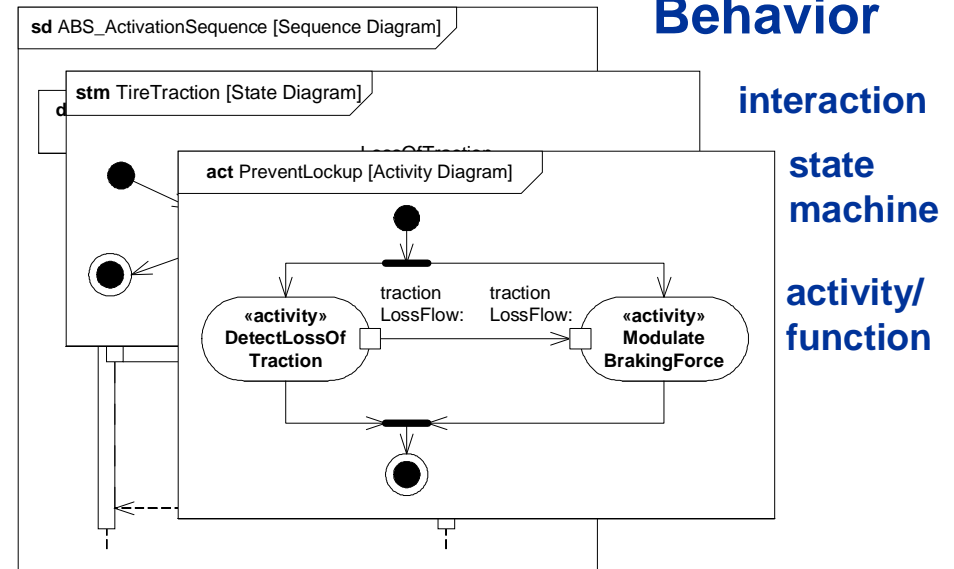 Behavior
sd ABS_ActivationSequence [Sequence Diagram]
interaction
stm TireTraction [State Diagram]
d
state
machine
act PreventLockup [Activity Diagram]
activity/
function
traction
LossFlow:
traction
LossFlow:
«activity»
DetectLossOf
Traction
«activity»
Modulate
BrakingForce